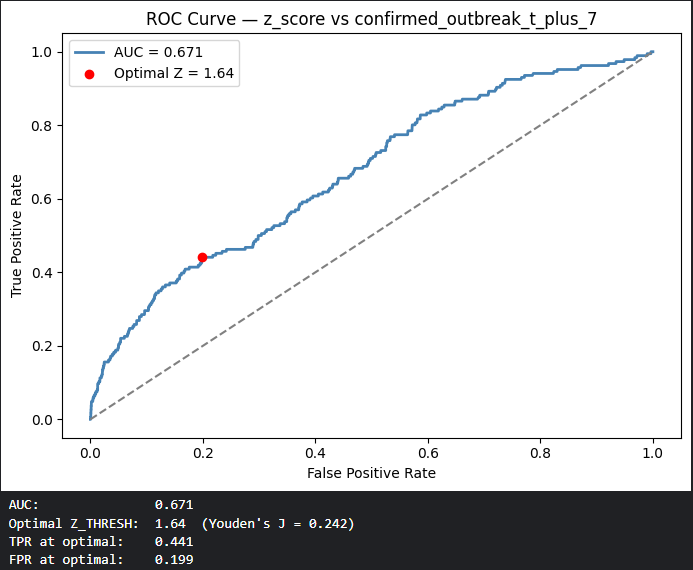 ROC Curve — z_score vs confirmed_outbreak_t_plus_7
AUC = 0.671
Optimal Z = 1.64
True Positive Rate
1.0
0.8
0.6
0.4
0.2
0.0
0.0 0.2 0.4 0.6 0.8 1.0
False Positive Rate
AUC: 0.671
Optimal Z_THRESH: 1.64 (Youden's J = 0.242)
TPR at optimal: 0.441
FPR at optimal: 0.199